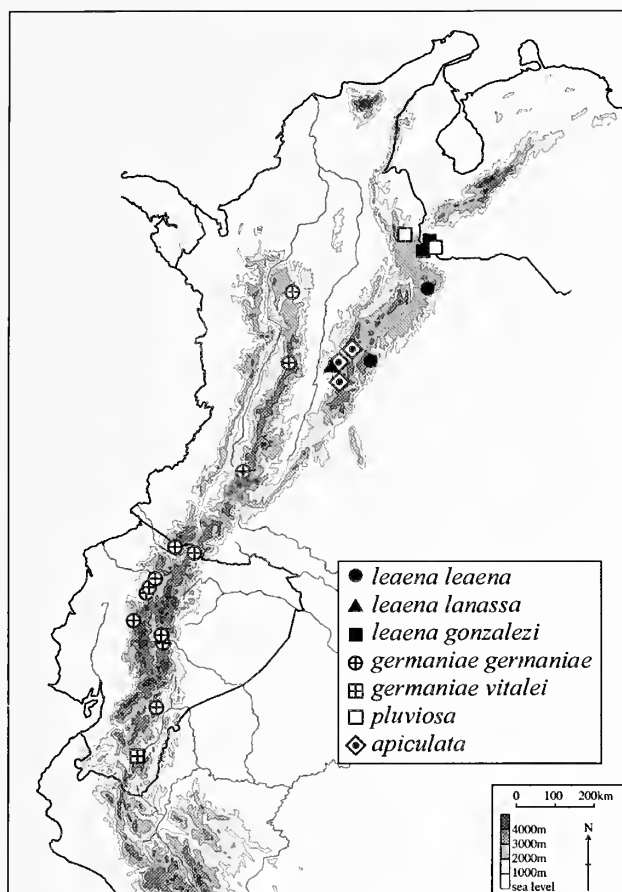 leaena leaena
leaena lanassa
leaena gonzalezi
germaniae germaniae
germaniae vitalei
pluviosa
apiculata
0 100 200km
4000m
3000m
2000m
1000m
sea level
N